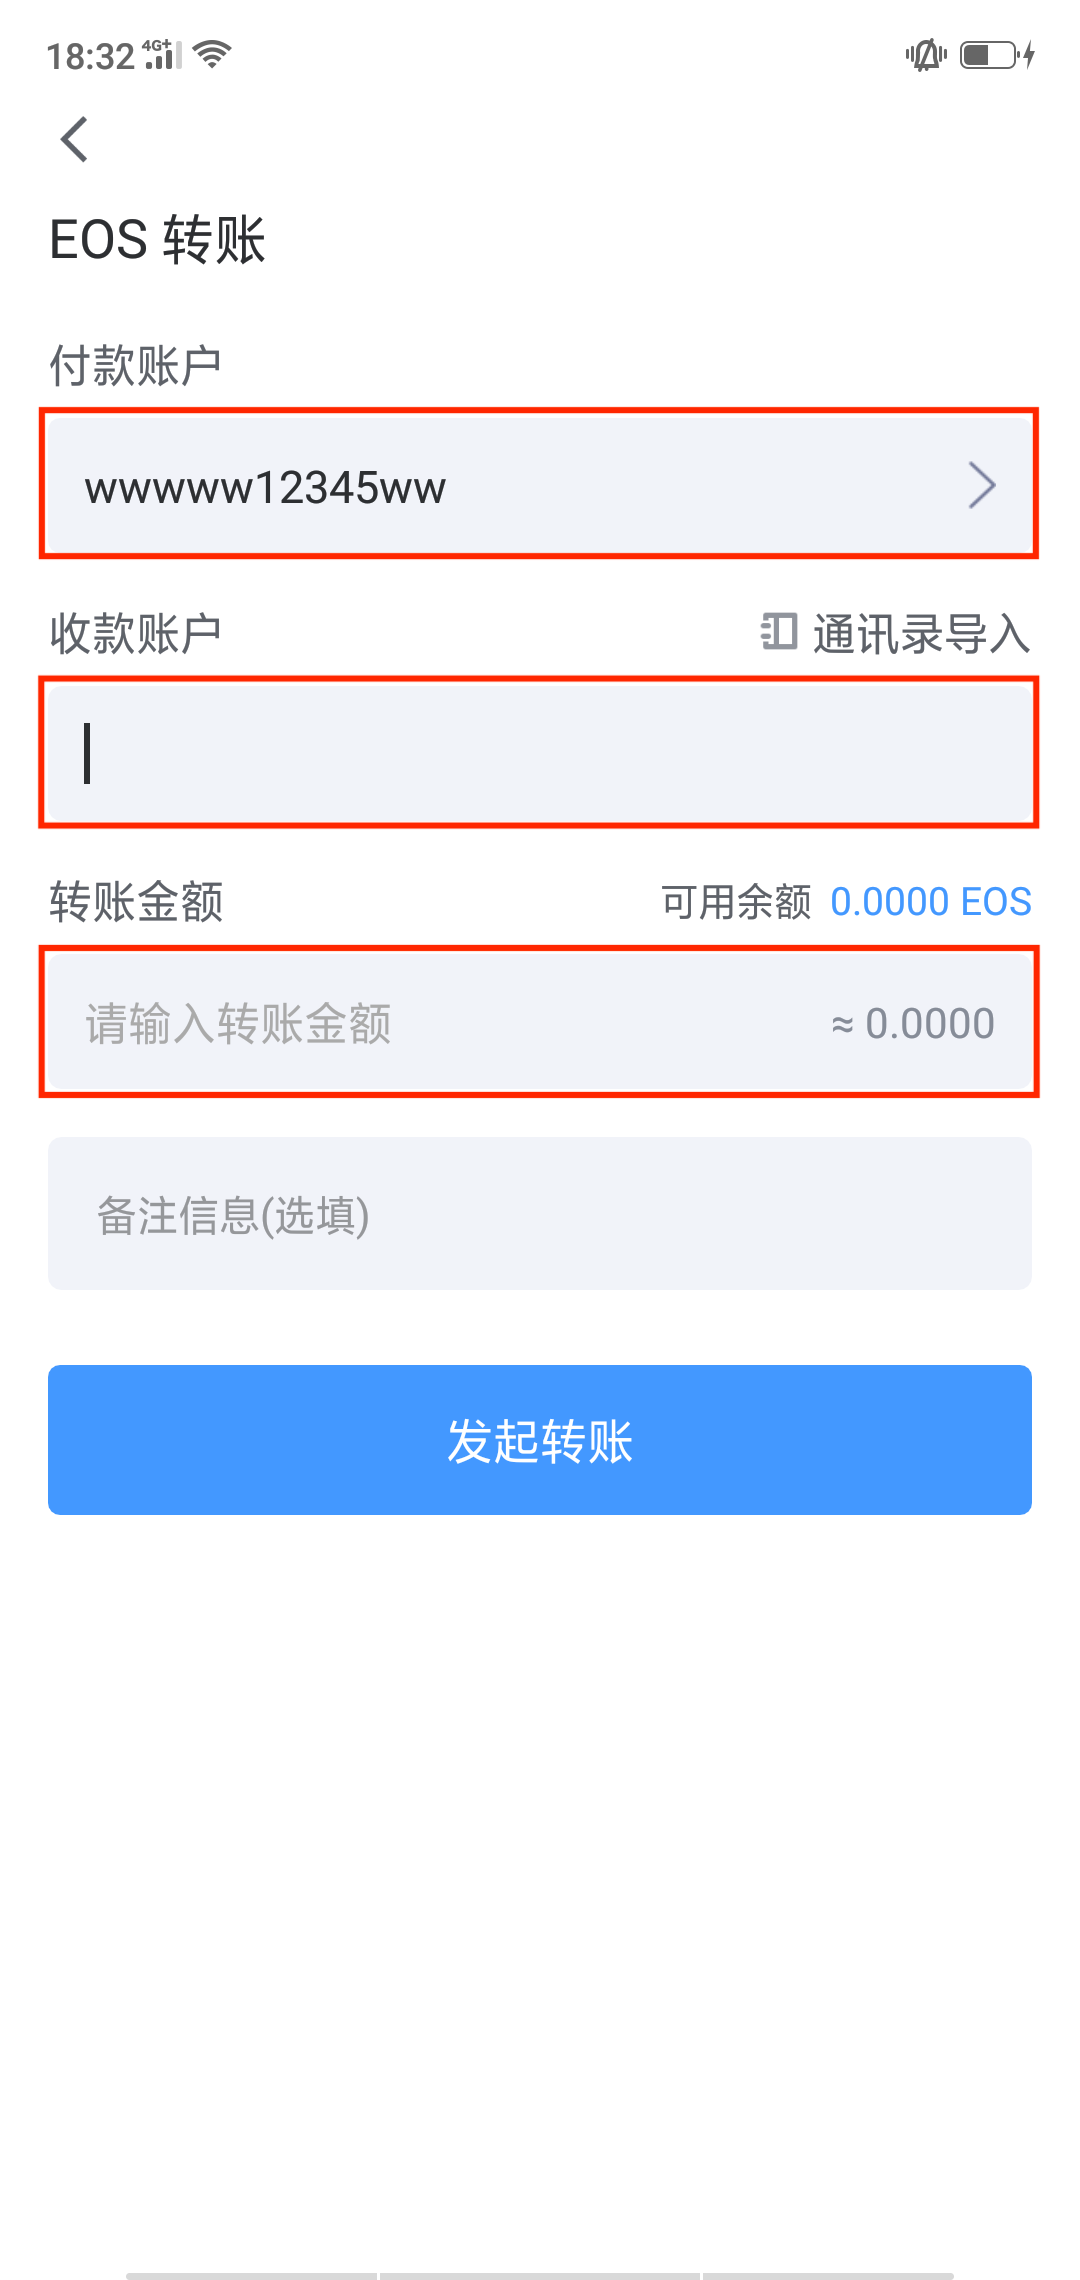 18:32 4G+
EOS 转账
付款账户
wwwww12345ww
收款账户 通讯录导入
转账金额 可用余额 0.0000 EOS
请输入转账金额 ≈ 0.0000
备注信息(选填)
发起转账